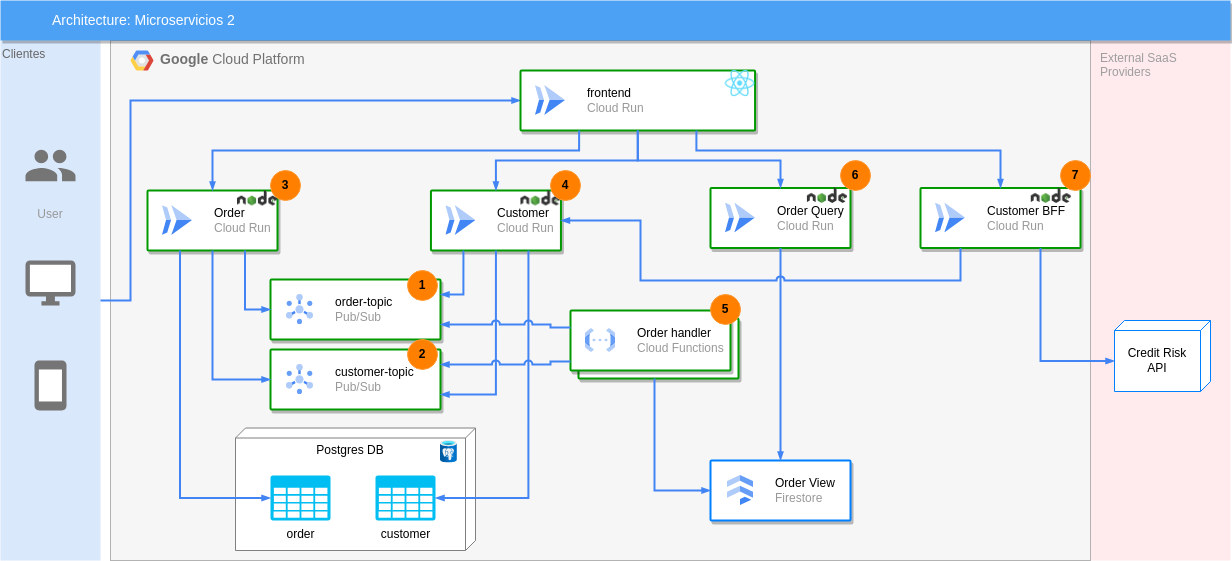 Architecture: Microservicios 2
Clientes
Google Cloud Platform
External SaaS
Providers
frontend
Cloud Run
User
3
node
Order
Cloud Run
4
node
Customer
Cloud Run
6
node
Order Query
Cloud Run
7
node
Customer BFF
Cloud Run
1
order-topic
Pub/Sub
2
customer-topic
Pub/Sub
5
Order handler
Cloud Functions
Credit Risk
API
Postgres DB
order
customer
Order View
Firestore